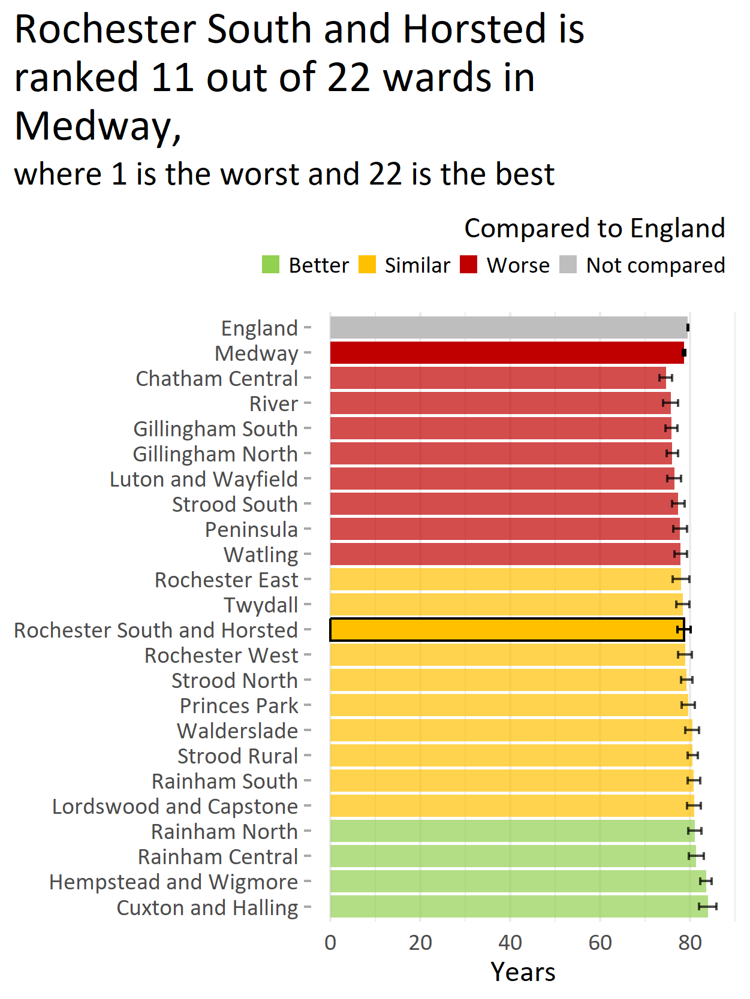 Rochester South and Horsted is
ranked 11 out of 22 wards in
Medway,
where 1 is the worst and 22 is the best
Compared to England
Better Similar Worse Not compared
England
Medway
Chatham Central
River
Gillingham South
Gillingham North
Luton and Wayfield
Strood South
Peninsula
Watling
Rochester East
Twydall
Rochester South and Horsted
Rochester West
Strood North
Princes Park
Walderslade
Strood Rural
Rainham South
Lordswood and Capstone
Rainham North
Rainham Central
Hempstead and Wigmore
Cuxton and Halling
0 20 40 60 80
Years